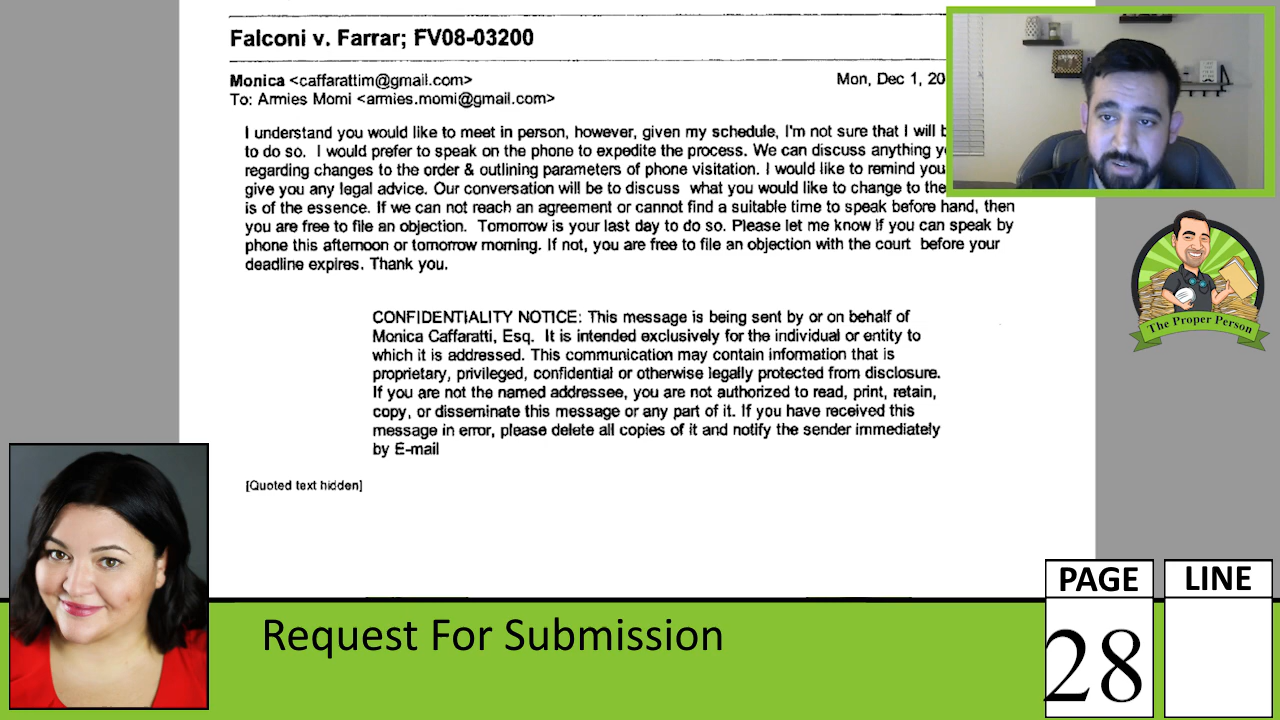 Falconi v. Farrar; FV08-03200
Monica <caffarattim@gmail.com> Mon, Dec 1, 20
To: Armies Momi <armies.momi@gmail.com>
I understand you would like to meet in person, however, given my schedule, I'm not sure that I will
to do so. I would prefer to speak on the phone to expedite the process. We can discuss anything
regarding changes to the order & outlining parameters of phone visitation. I would like to remind you
give you any legal advice. Our conversation will be to discuss what you would like to change to the
is of the essence. If we can not reach an agreement or cannot find a suitable time to speak before hand, then
you are free to file an objection. Tomorrow is your last day to do so. Please let me know if you can speak by
phone this afternoon or tomorrow morning. If not, you are free to file an objection with the court before your
deadline expires. Thank you.
CONFIDENTIALITY NOTICE: This message is being sent by or on behalf of
Monica Caffaratti, Esq. It is intended exclusively for the individual or entity to
which it is addressed. This communication may contain information that is
proprietary, privileged, confidential or otherwise legally protected from disclosure.
If you are not the named addressee, you are not authorized to read, print, retain,
copy, or disseminate this message or any part of it. If you have received this
message in error, please delete all copies of it and notify the sender immediately
by E-mail
[Quoted text hidden]
The Proper Person
Request For Submission
PAGE
28
LINE